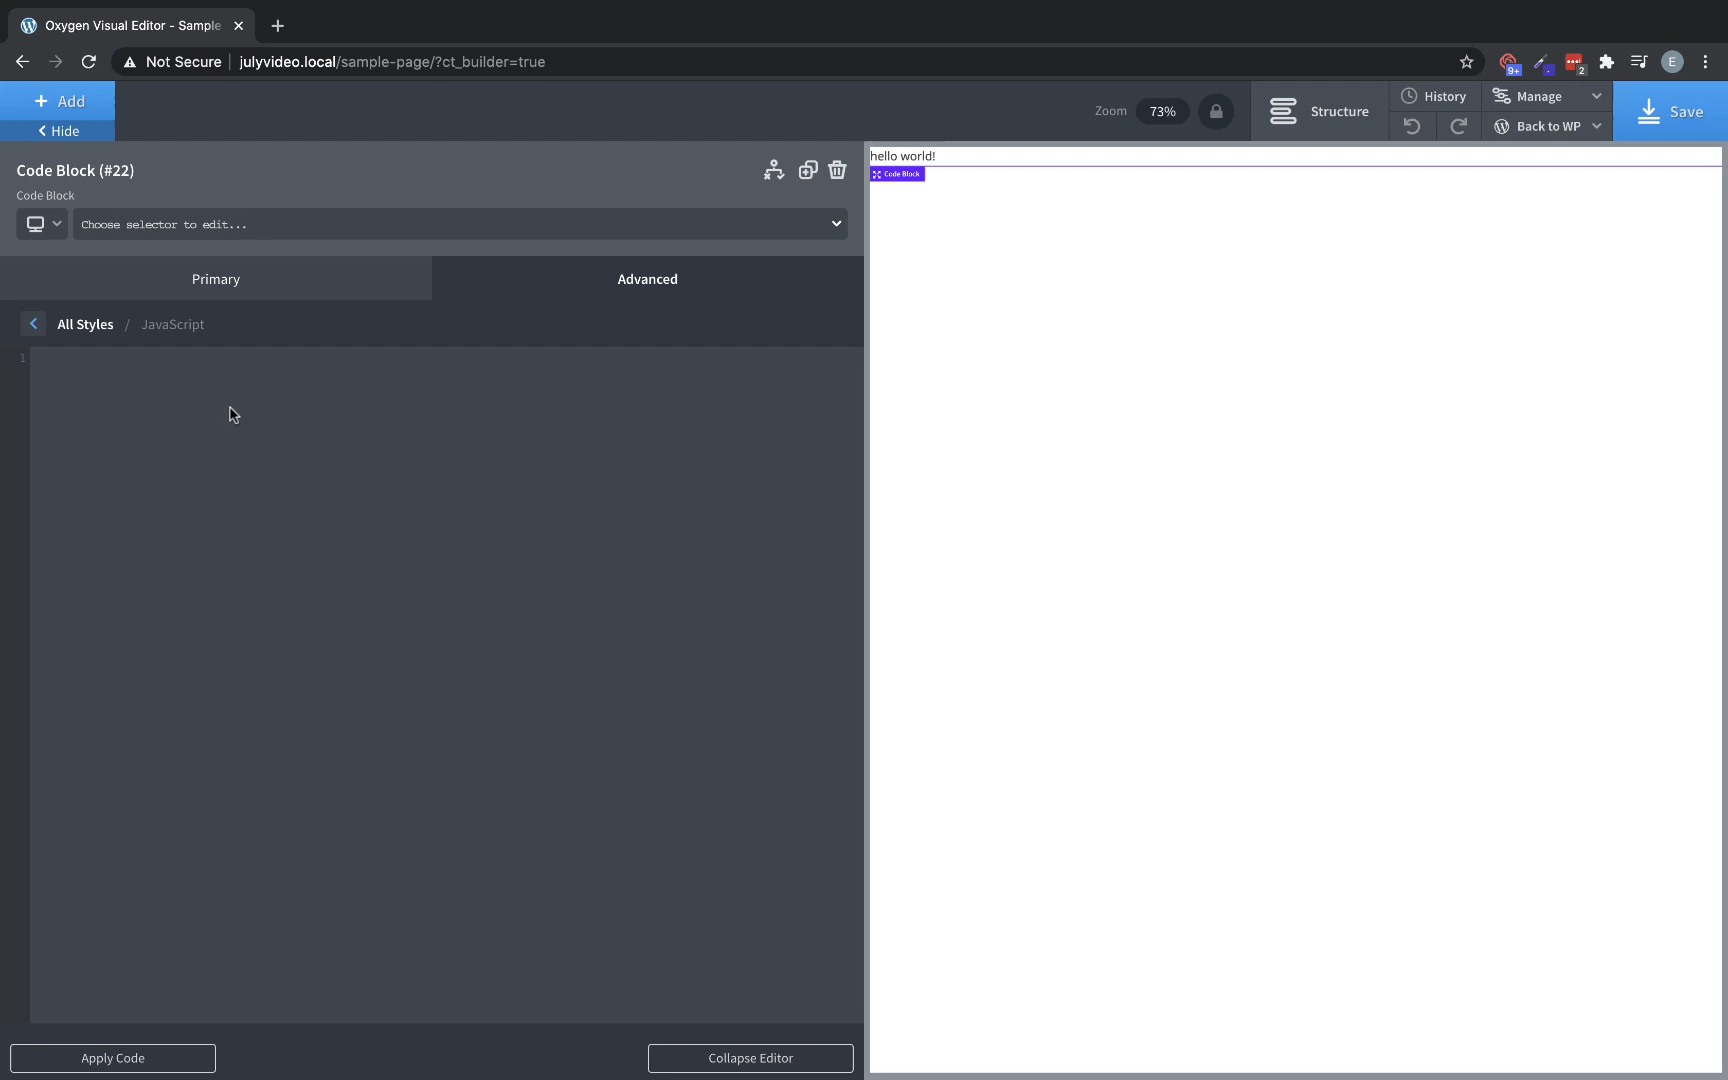 Oxygen Visual Editor - Sample
Not Secure
julyvideo.local/sample-page/?ct_builder=true
9+
2
E
+ Add
Hide
Zoom
73%
Structure
History
Manage
Back to WP
Save
Code Block (#22)
Code Block
Choose selector to edit...
Primary
Advanced
All Styles / JavaScript
1
Apply Code
Collapse Editor
hello world!
Code Block